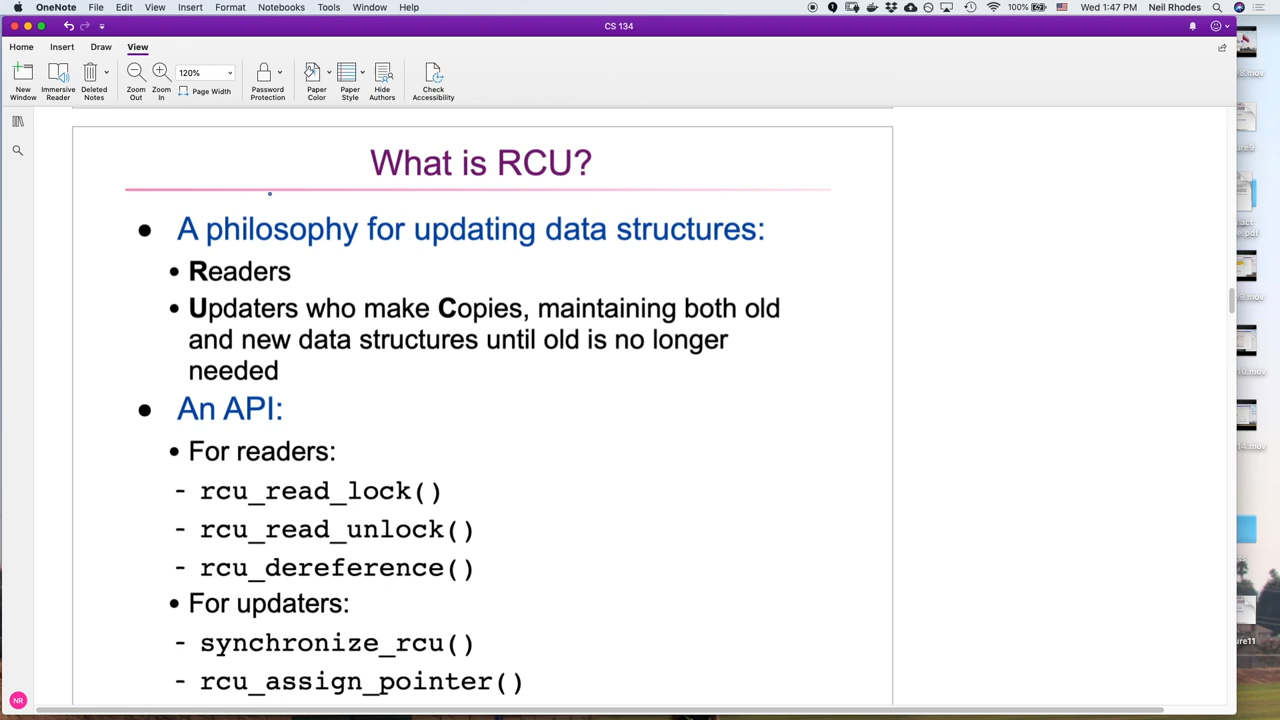 OneNote File Edit View Insert Format Notebooks Tools Window Help 100% Wed 1:47 PM Neil Rhodes
CS 134
Home Insert Draw View
120%
Page Width
New Window Immersive Reader Deleted Notes Zoom Out Zoom In Password Protection Paper Color Paper Style Hide Authors Check Accessibility
What is RCU?
● A philosophy for updating data structures:
• Readers
• Updaters who make Copies, maintaining both old
and new data structures until old is no longer
needed
● An API:
• For readers:
- rcu_read_lock()
- rcu_read_unlock()
- rcu_dereference()
• For updaters:
- synchronize_rcu()
- rcu_assign_pointer()
NR